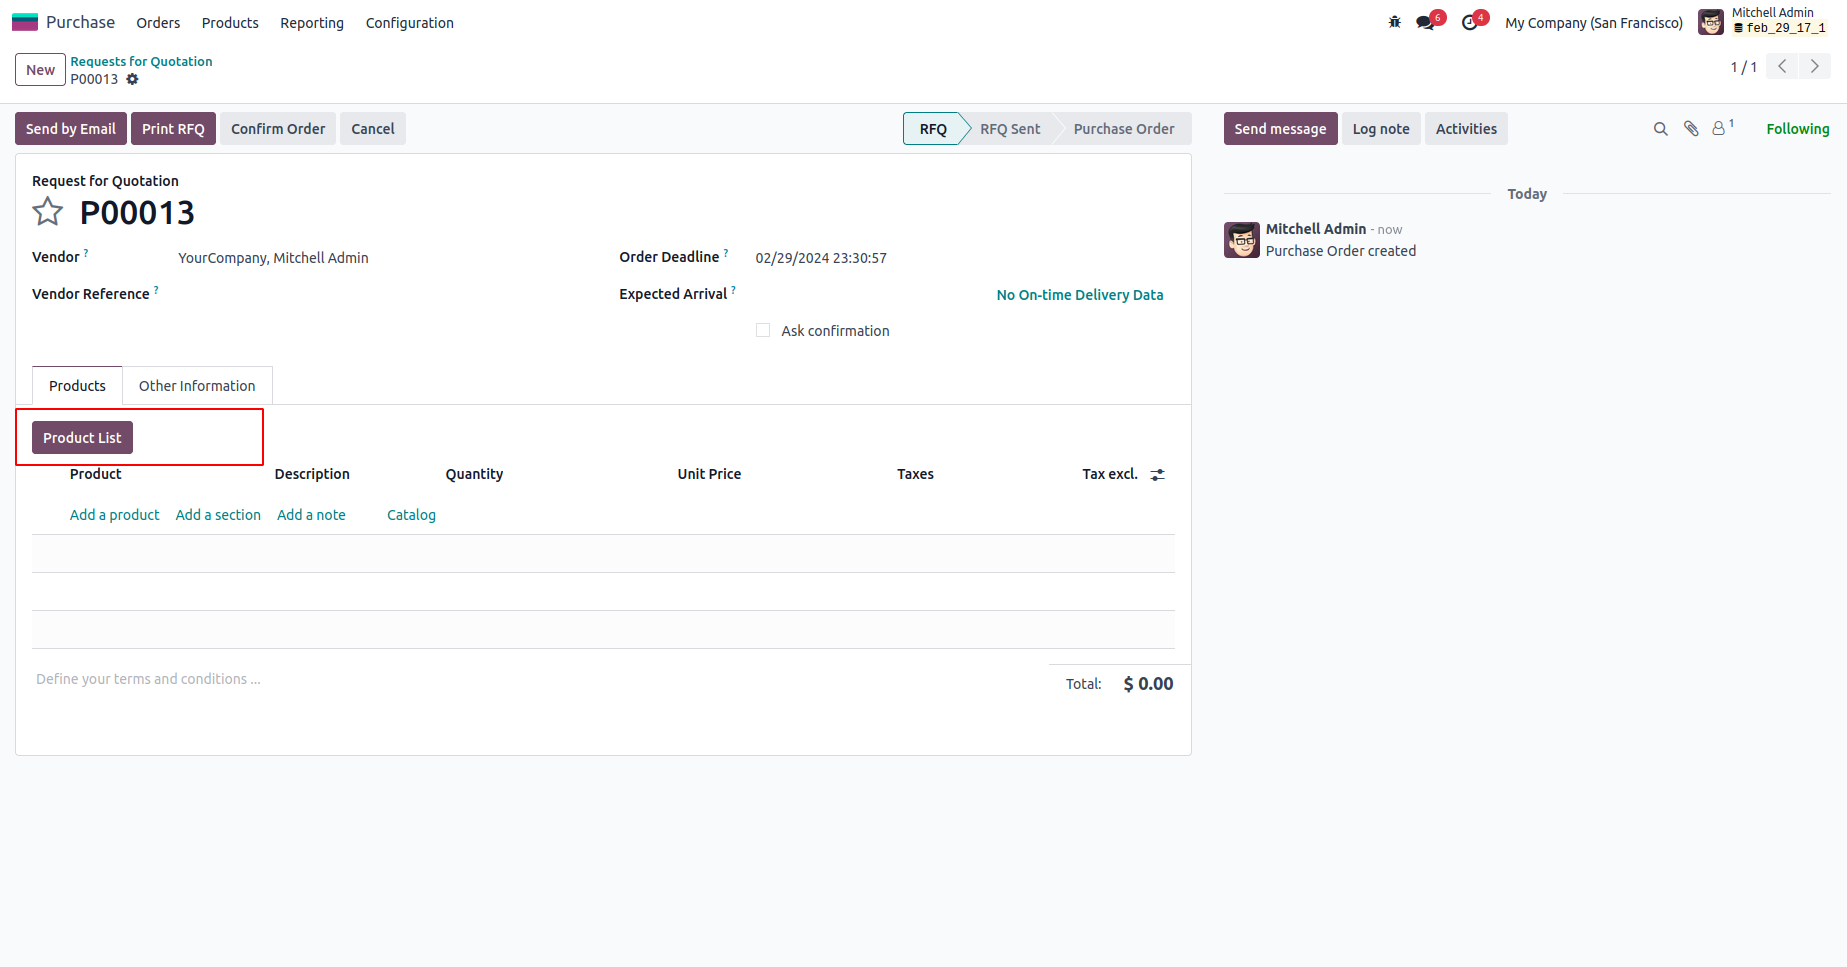 Purchase Orders Products Reporting Configuration
6 4 My Company (San Francisco) Mitchell Admin
feb_29_17_1
New Requests for Quotation
P00013
1 / 1
Send by Email Print RFQ Confirm Order Cancel RFQ RFQ Sent Purchase Order
Send message Log note Activities 1 Following
Request for Quotation
P00013
Vendor ? YourCompany, Mitchell Admin Order Deadline ? 02/29/2024 23:30:57
Vendor Reference ? Expected Arrival ? No On-time Delivery Data
Ask confirmation
Today
Mitchell Admin - now
Purchase Order created
Products Other Information
Product List
Product Description Quantity Unit Price Taxes Tax excl.
Add a product Add a section Add a note Catalog
Define your terms and conditions ...
Total: $ 0.00